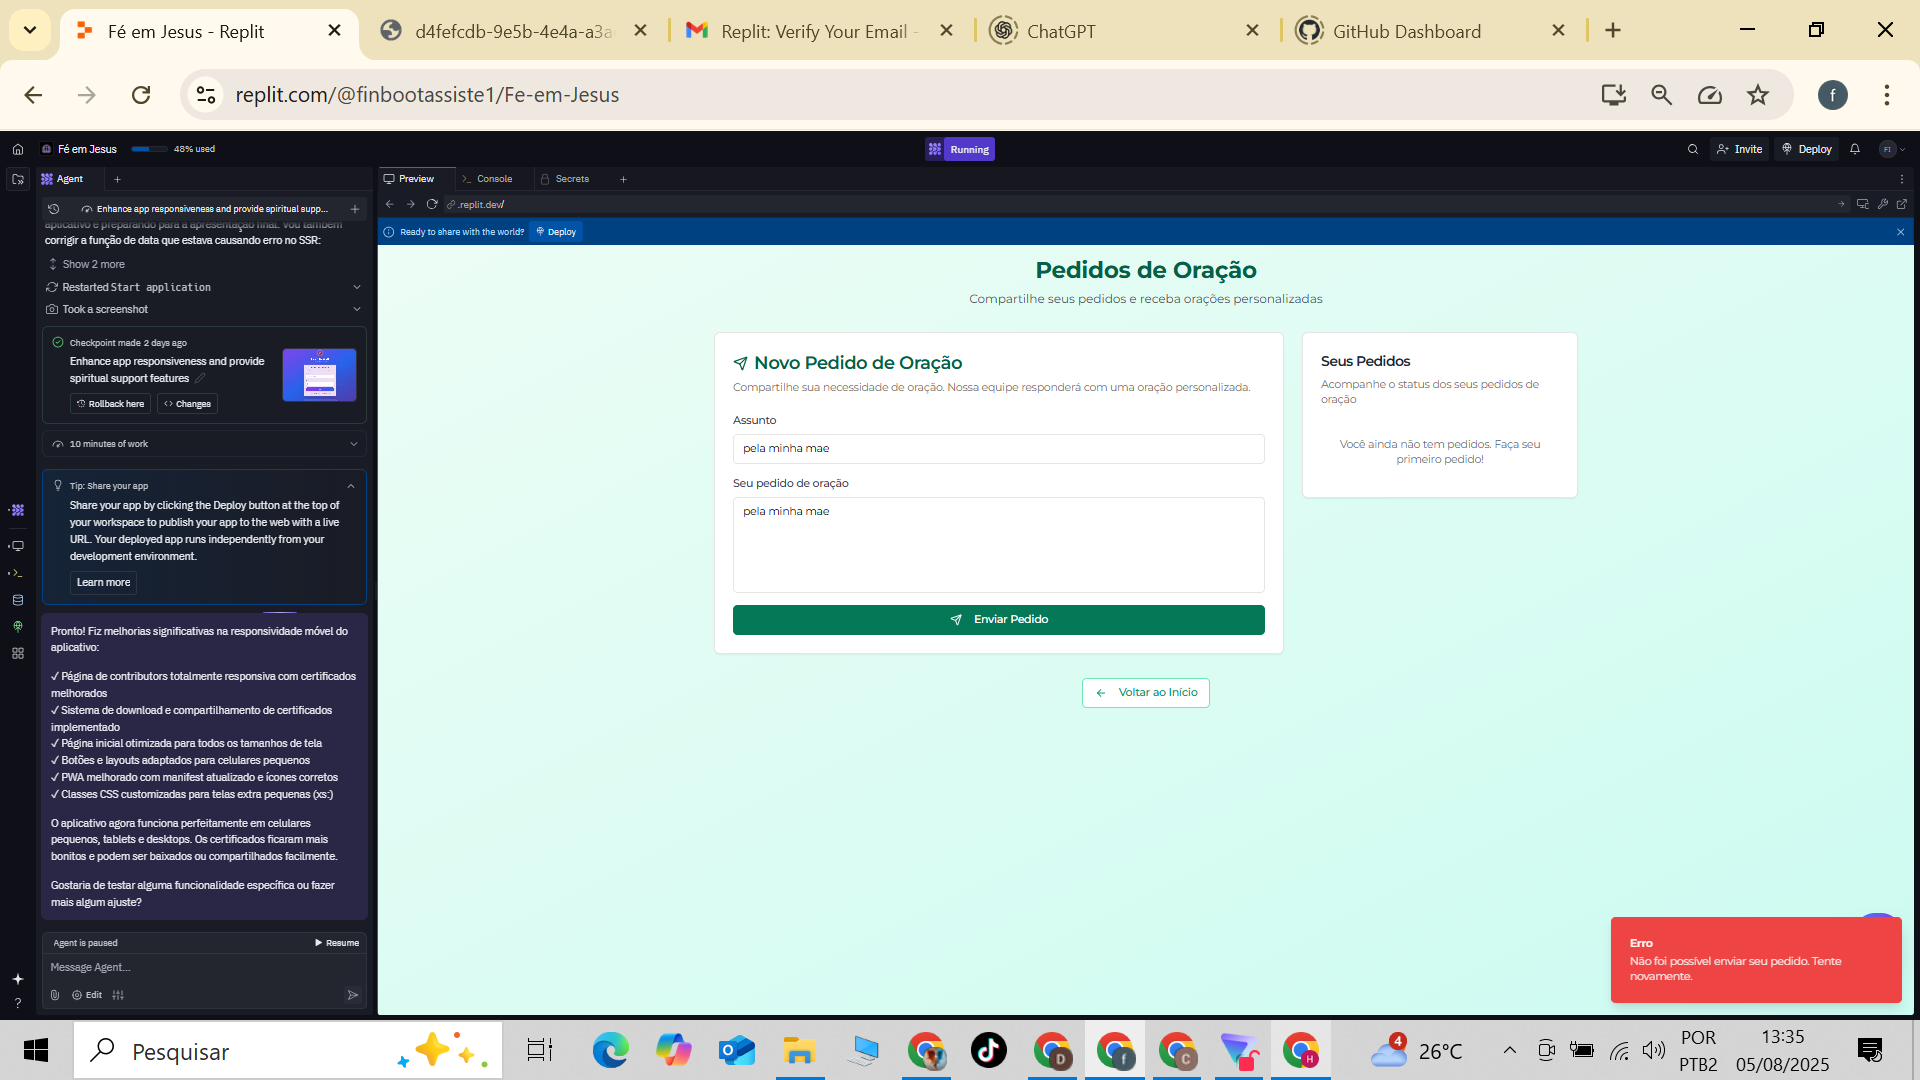 Fé em Jesus - Replit
d4fefcdb-9e5b-4e4a-a3a
Replit: Verify Your Email -
ChatGPT
GitHub Dashboard
replit.com/@finbootassiste1/Fe-em-Jesus
f
Fé em Jesus
48% used
Running
Invite
Deploy
FI
Agent
Preview
Console
Secrets
Enhance app responsiveness and provide spiritual supp...
.replit.dev/
aplicativo e preparando para a apresentação final. Vou também
corrigir a função de data que estava causando erro no SSR:
Ready to share with the world?
Deploy
Show 2 more
Restarted Start application
Took a screenshot
Checkpoint made 2 days ago
Enhance app responsiveness and provide
spiritual support features
Rollback here
Changes
10 minutes of work
Tip: Share your app
Share your app by clicking the Deploy button at the top of
your workspace to publish your app to the web with a live
URL. Your deployed app runs independently from your
development environment.
Learn more
Pronto! Fiz melhorias significativas na responsividade móvel do
aplicativo:
✓ Página de contributors totalmente responsiva com certificados
melhorados
✓ Sistema de download e compartilhamento de certificados
implementado
✓ Página inicial otimizada para todos os tamanhos de tela
✓ Botões e layouts adaptados para celulares pequenos
✓ PWA melhorado com manifest atualizado e ícones corretos
✓ Classes CSS customizadas para telas extra pequenas (xs:)
O aplicativo agora funciona perfeitamente em celulares
pequenos, tablets e desktops. Os certificados ficaram mais
bonitos e podem ser baixados ou compartilhados facilmente.
Gostaria de testar alguma funcionalidade específica ou fazer
mais algum ajuste?
Agent is paused
Resume
Message Agent...
Edit
Pedidos de Oração
Compartilhe seus pedidos e receba orações personalizadas
Novo Pedido de Oração
Compartilhe sua necessidade de oração. Nossa equipe responderá com uma oração personalizada.
Assunto
pela minha mae
Seu pedido de oração
pela minha mae
Enviar Pedido
Seus Pedidos
Acompanhe o status dos seus pedidos de
oração
Você ainda não tem pedidos. Faça seu
primeiro pedido!
Voltar ao Início
Erro
Não foi possível enviar seu pedido. Tente
novamente.
Pesquisar
D
f
C
H
4
26°C
POR
PTB2
13:35
05/08/2025